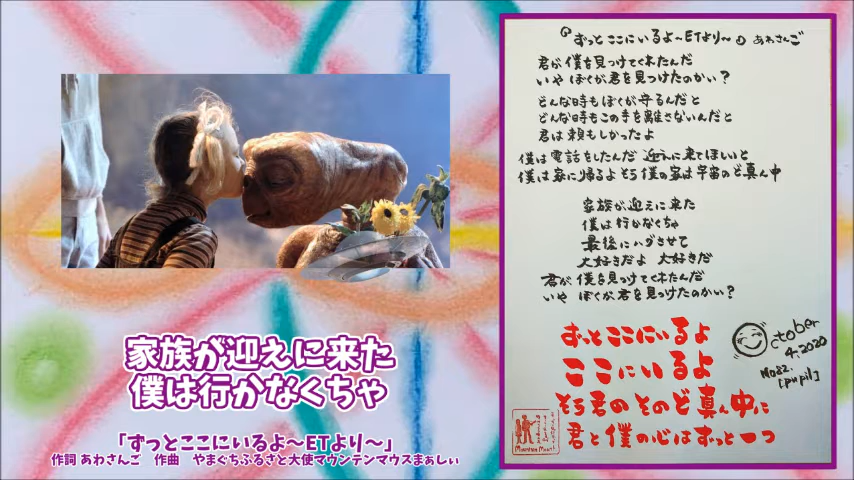 『ずっとここにいるよ〜ETより〜』 あわさんご
君が僕を見つけてくれたんだ
いや ぼくが君を見つけたのかい?
どんな時もぼくが守るんだと
どんな時もこの手を離さないんだと
君は頼もしかったよ
僕は電話をしたんだ 迎えに来てほしいと
僕は家に帰るよ そう 僕の家は宇宙のど真ん中
家族が迎えに来た
僕は行かなくちゃ
最後にハグさせて
大好きだよ 大好きだ
君が僕を見つけてくれたんだ
いや ぼくが君を見つけたのかい?
ずっとここにいるよ
ここにいるよ
そう君のそのど真ん中に
君と僕の心はずっと一つ
October
4.2020
No82.
[pupil]
家族が迎えに来た
僕は行かなくちゃ
「ずっとここにいるよ〜ETより〜」
作詞 あわさんご 作曲 やまぐちふるさと大使マウンテンマウスまぁしぃ